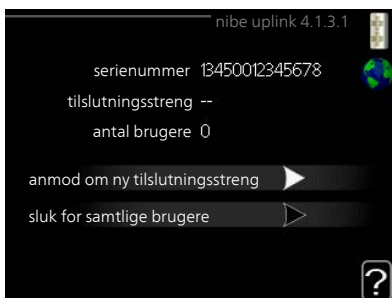 nibe uplink 4.1.3.1
serienummer 13450012345678
tilslutningsstreng --
antal brugere 0
anmod om ny tilslutningsstreng
sluk for samtlige brugere
?